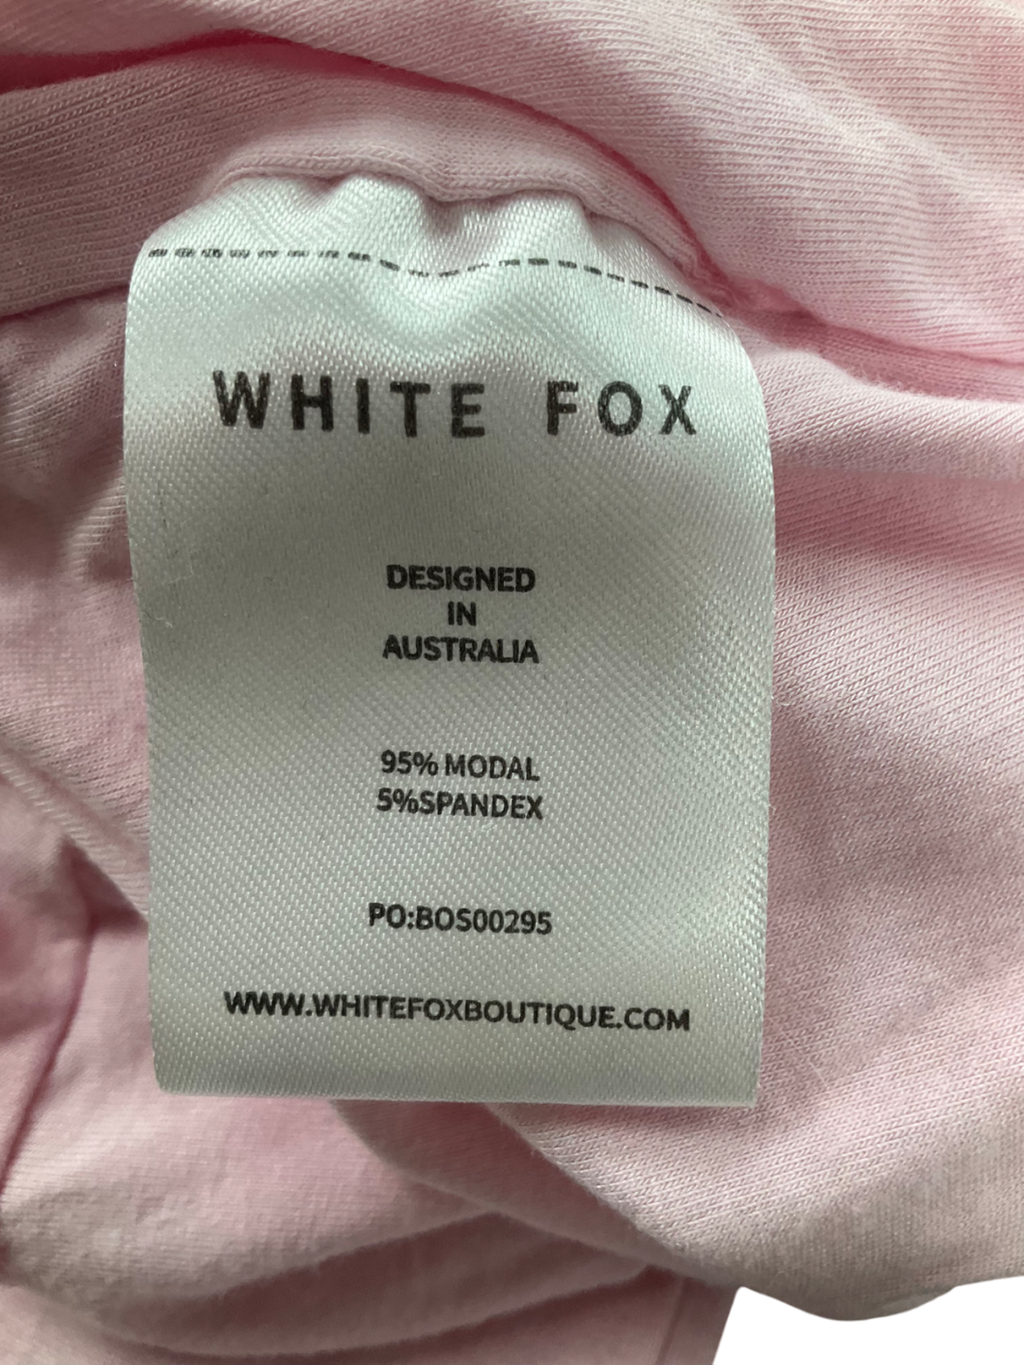 WHITE FOX
DESIGNED
IN
AUSTRALIA
95% MODAL
5%SPANDEX
PO:BOS00295
WWW.WHITEFOXBOUTIQUE.COM